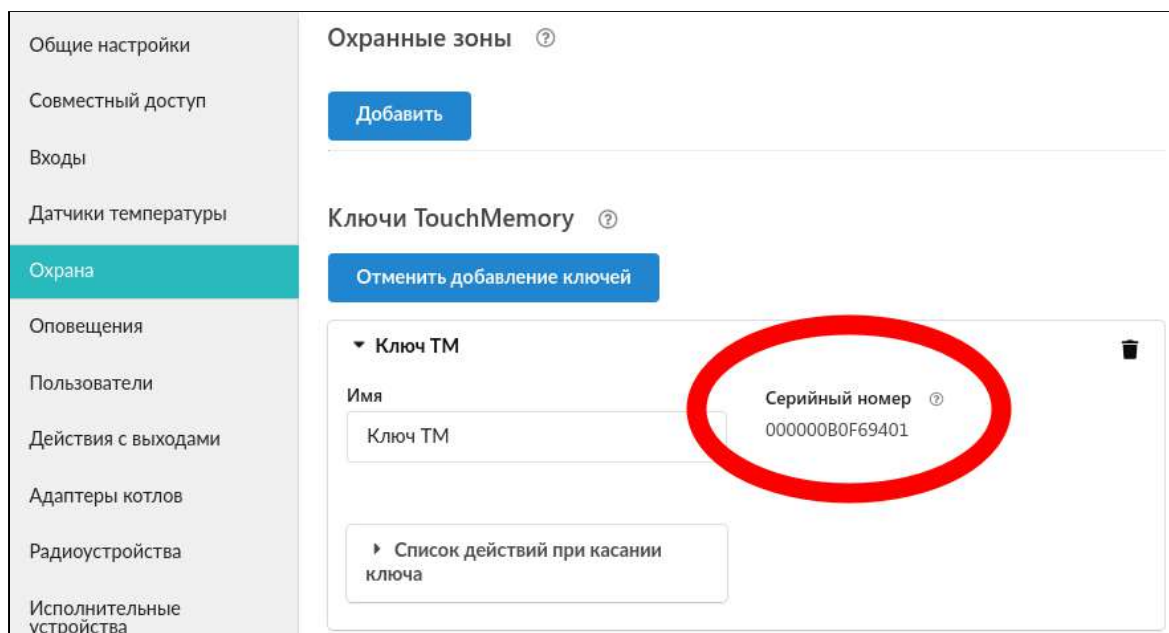 Общие настройки
Совместный доступ
Входы
Датчики температуры
Охрана
Оповещения
Пользователи
Действия с выходами
Адаптеры котлов
Радиоустройства
Исполнительные
устройства
Охранные зоны ?
Добавить
Ключи TouchMemory ?
Отменить добавление ключей
Ключ ТМ
Имя
Ключ ТМ
Серийный номер ?
000000B0F69401
Список действий при касании
ключа